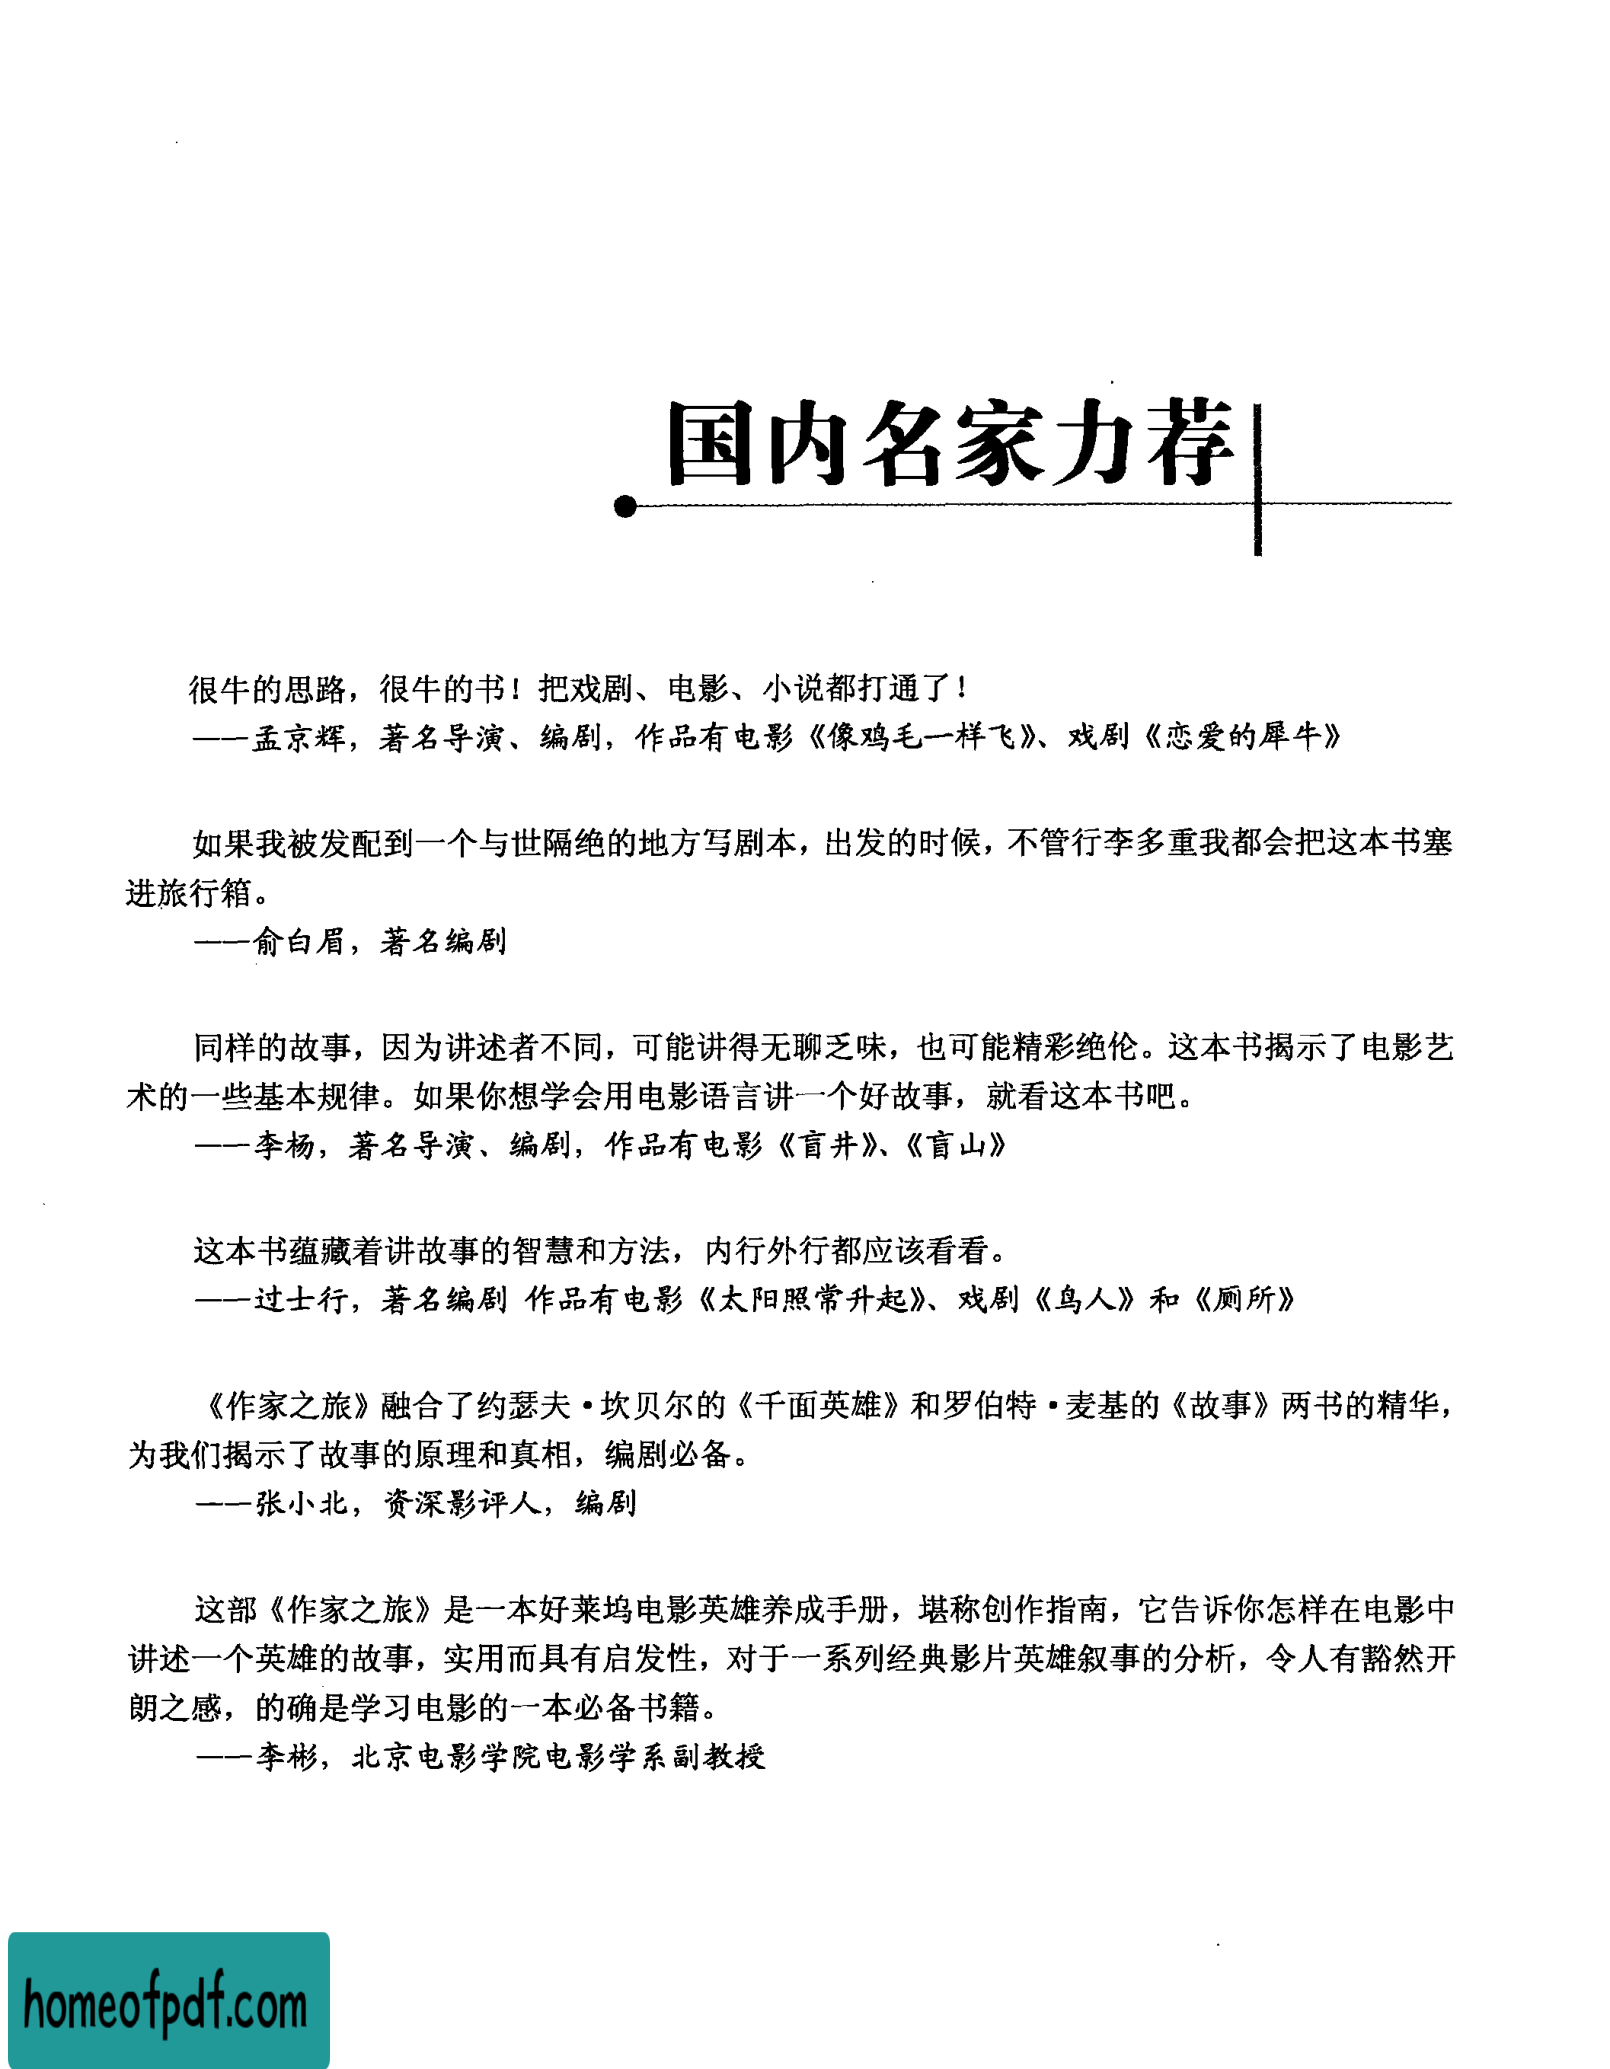 国内名家力荐
很牛的思路，很牛的书！把戏剧、电影、小说都打通了！
——孟京辉，著名导演、编剧，作品有电影《像鸡毛一样飞》、戏剧《恋爱的犀牛》
如果我被发配到一个与世隔绝的地方写剧本，出发的时候，不管行李多重我都会把这本书塞
进旅行箱。
——俞白眉，著名编剧
同样的故事，因为讲述者不同，可能讲得无聊乏味，也可能精彩绝伦。这本书揭示了电影艺
术的一些基本规律。如果你想学会用电影语言讲一个好故事，就看这本书吧。
——李杨，著名导演、编剧，作品有电影《盲井》、《盲山》
这本书蕴藏着讲故事的智慧和方法，内行外行都应该看看。
——过士行，著名编剧 作品有电影《太阳照常升起》、戏剧《鸟人》和《厕所》
《作家之旅》融合了约瑟夫·坎贝尔的《千面英雄》和罗伯特·麦基的《故事》两书的精华，
为我们揭示了故事的原理和真相，编剧必备。
——张小北，资深影评人，编剧
这部《作家之旅》是一本好莱坞电影英雄养成手册，堪称创作指南，它告诉你怎样在电影中
讲述一个英雄的故事，实用而具有启发性，对于一系列经典影片英雄叙事的分析，令人有豁然开
朗之感，的确是学习电影的一本必备书籍。
——李彬，北京电影学院电影学系副教授
homeofpdf.com